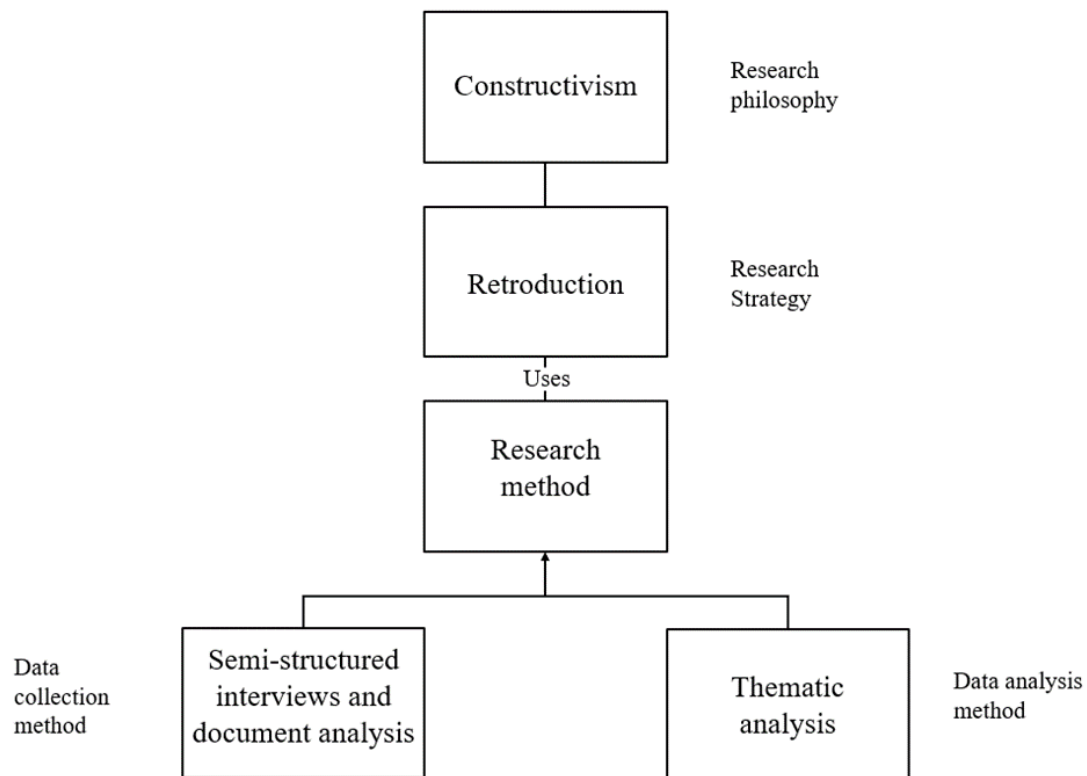 Constructivism
Research
philosophy
Retroduction
Research
Strategy
Uses
Research
method
Data
collection
method
Semi-structured
interviews and
document analysis
Thematic
analysis
Data analysis
method